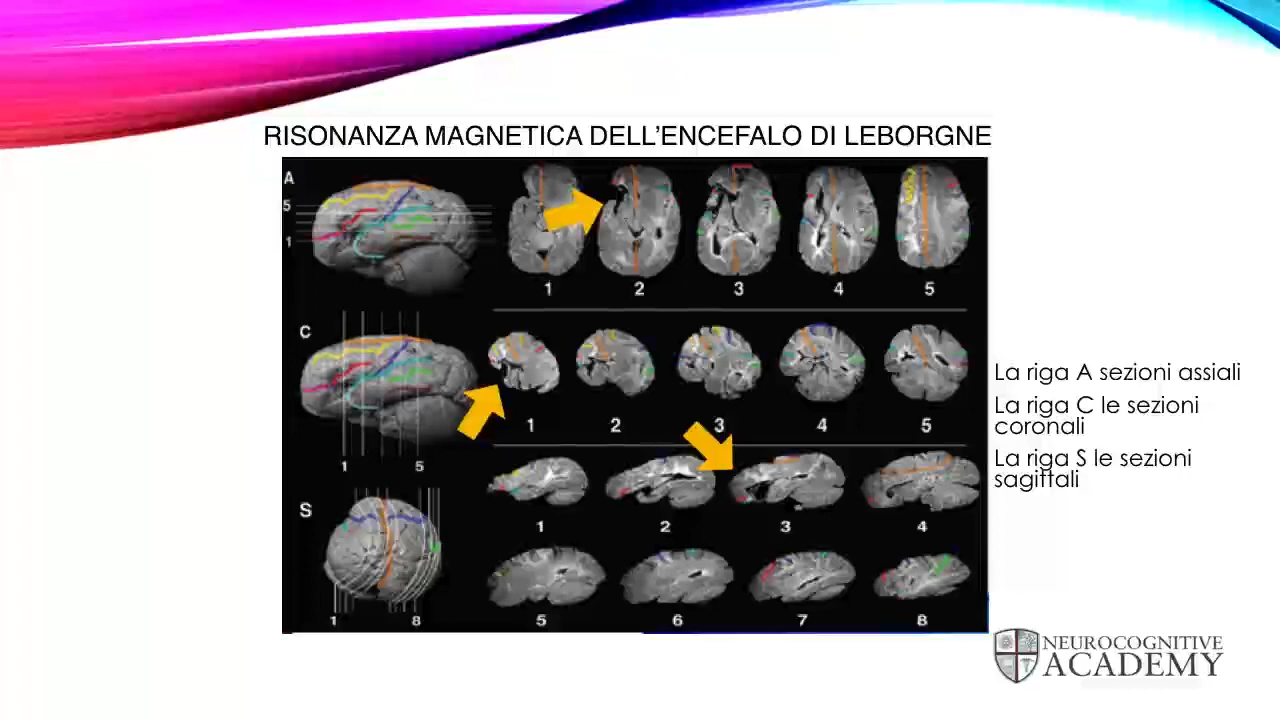 RISONANZA MAGNETICA DELL'ENCEFALO DI LEBORGNE
A
5
1
1 2 3 4 5
C
1 2 3 4 5
1 5
S
1 2 3 4
1 8
5 6 7 8
La riga A sezioni assiali
La riga C le sezioni
coronali
La riga S le sezioni
sagittali
NEUROCOGNITIVE
ACADEMY